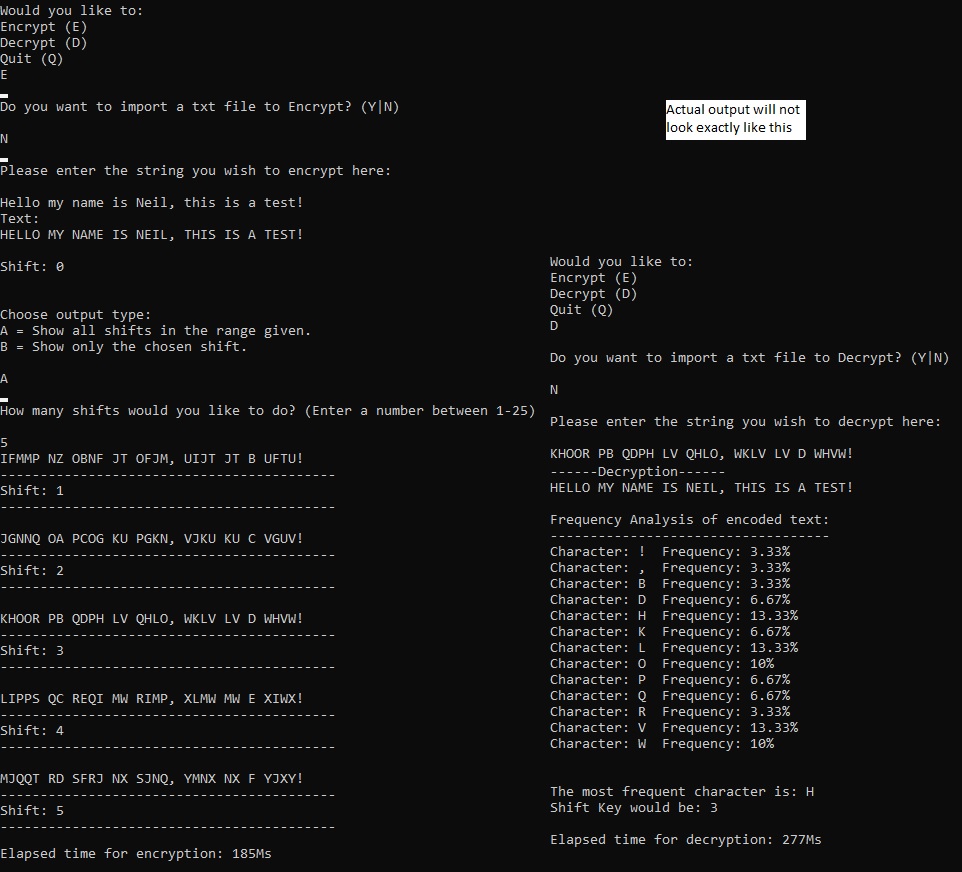 Would you like to:
Encrypt (E)
Decrypt (D)
Quit (Q)
E
Do you want to import a txt file to Encrypt? (Y|N)
N
Please enter the string you wish to encrypt here:
Hello my name is Neil, this is a test!
Text:
HELLO MY NAME IS NEIL, THIS IS A TEST!
Shift: 0
Choose output type:
A = Show all shifts in the range given.
B = Show only the chosen shift.
A
How many shifts would you like to do? (Enter a number between 1-25)
5
IFMMP NZ OBNF JT OFJM, UIJT JT B UFTU!
------------------------------------------
Shift: 1
------------------------------------------
JGNNQ OA PCOG KU PGKN, VJKU KU C VGUV!
------------------------------------------
Shift: 2
------------------------------------------
KHOOR PB QDPH LV QHLO, WKLV LV D WHVW!
------------------------------------------
Shift: 3
------------------------------------------
LIPPS QC REQI MW RIMP, XLMW MW E XIWX!
------------------------------------------
Shift: 4
------------------------------------------
MJQQT RD SFRJ NX SJNQ, YMNX NX F YJXY!
------------------------------------------
Shift: 5
------------------------------------------
Elapsed time for encryption: 185Ms
Actual output will not
look exactly like this
Would you like to:
Encrypt (E)
Decrypt (D)
Quit (Q)
D
Do you want to import a txt file to Decrypt? (Y|N)
N
Please enter the string you wish to decrypt here:
KHOOR PB QDPH LV QHLO, WKLV LV D WHVW!
------Decryption------
HELLO MY NAME IS NEIL, THIS IS A TEST!
Frequency Analysis of encoded text:
-----------------------------------
Character: !  Frequency: 3.33%
Character: ,  Frequency: 3.33%
Character: B  Frequency: 3.33%
Character: D  Frequency: 6.67%
Character: H  Frequency: 13.33%
Character: K  Frequency: 6.67%
Character: L  Frequency: 13.33%
Character: O  Frequency: 10%
Character: P  Frequency: 6.67%
Character: Q  Frequency: 6.67%
Character: R  Frequency: 3.33%
Character: V  Frequency: 13.33%
Character: W  Frequency: 10%
The most frequent character is: H
Shift Key would be: 3
Elapsed time for decryption: 277Ms